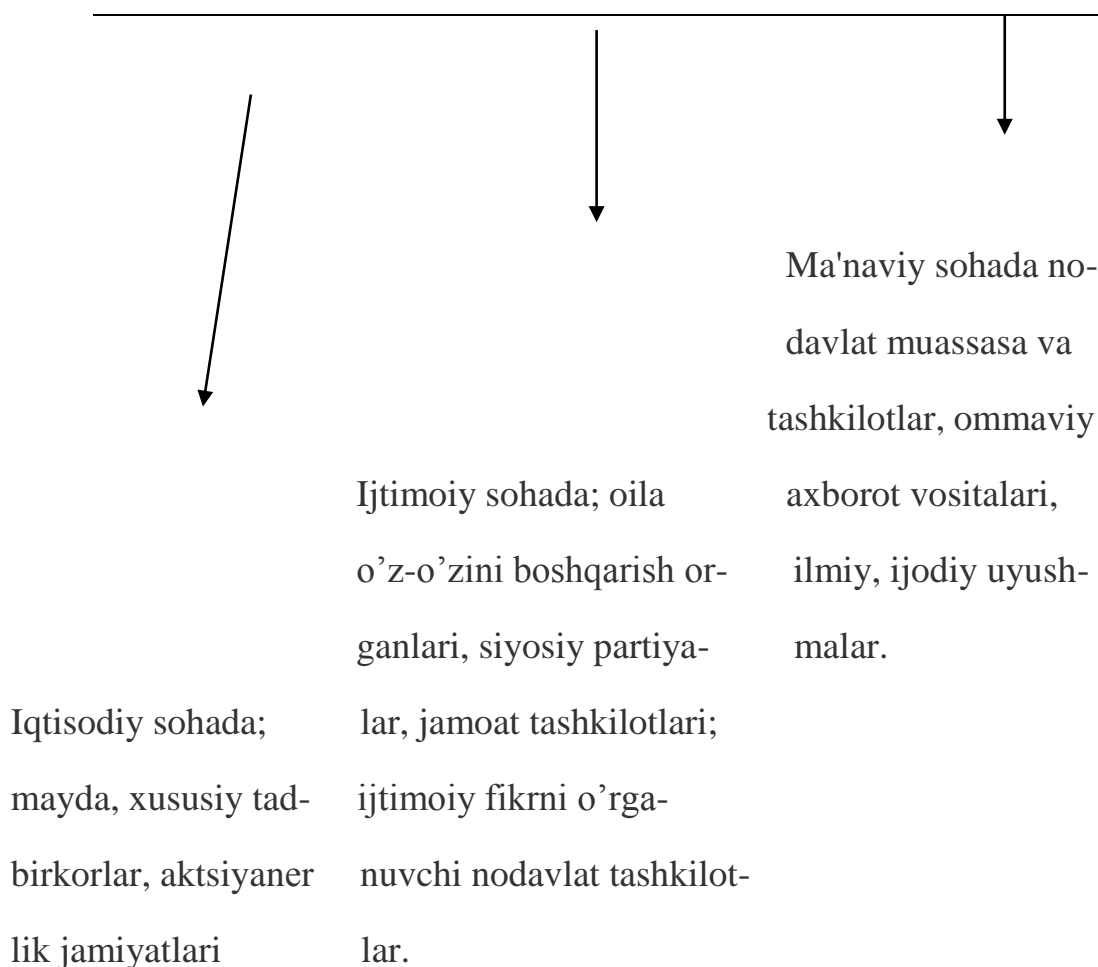 Iqtisodiy sohada;
mayda, xususiy tad-
birkorlar, aktsiyaner
lik jamiyatlari
Ijtimoiy sohada; oila
o’z-o’zini boshqarish or-
ganlari, siyosiy partiya-
lar, jamoat tashkilotlari;
ijtimoiy fikrni o’rga-
nuvchi nodavlat tashkilot-
lar.
Ma'naviy sohada no-
davlat muassasa va
tashkilotlar, ommaviy
axborot vositalari,
ilmiy, ijodiy uyush-
malar.